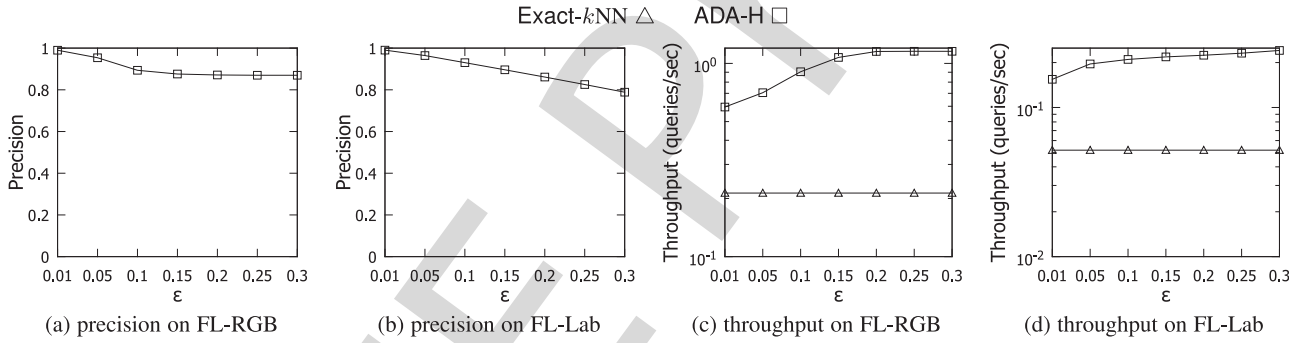 Exact-kNN △ ADA-H □
1
0.8
0.6
0.4
0.2
0
0.01 0.05 0.1 0.15 0.2 0.25 0.3
Precision
ε
(a) precision on FL-RGB
1
0.8
0.6
0.4
0.2
0
0.01 0.05 0.1 0.15 0.2 0.25 0.3
Precision
ε
(b) precision on FL-Lab
10⁰
10⁻¹
0.01 0.05 0.1 0.15 0.2 0.25 0.3
Throughput (queries/sec)
ε
(c) throughput on FL-RGB
10⁻¹
10⁻²
0.01 0.05 0.1 0.15 0.2 0.25 0.3
Throughput (queries/sec)
ε
(d) throughput on FL-Lab